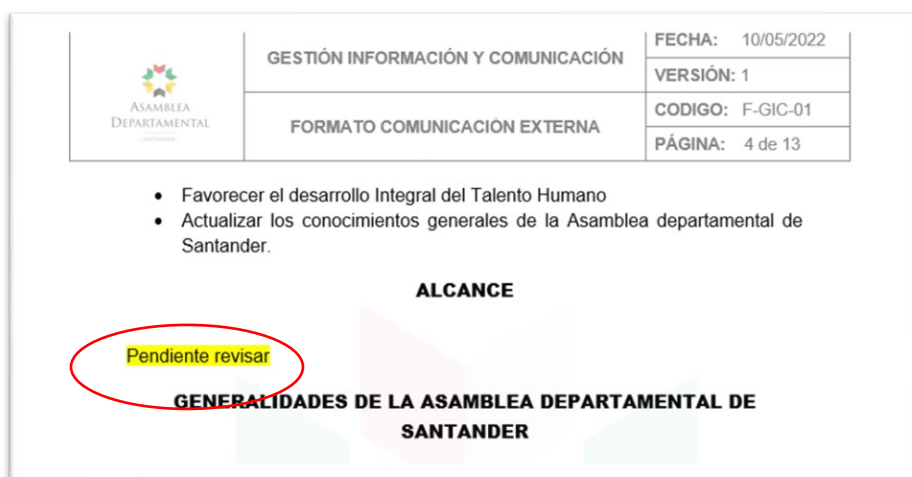 GESTIÓN INFORMACIÓN Y COMUNICACIÓN
FECHA: 10/05/2022
VERSIÓN: 1
ASAMBLEA
DEPARTAMENTAL
FORMATO COMUNICACIÓN EXTERNA
CODIGO: F-GIC-01
PÁGINA: 4 de 13
• Favorecer el desarrollo Integral del Talento Humano
• Actualizar los conocimientos generales de la Asamblea departamental de
Santander.
ALCANCE
Pendiente revisar
GENERALIDADES DE LA ASAMBLEA DEPARTAMENTAL DE
SANTANDER